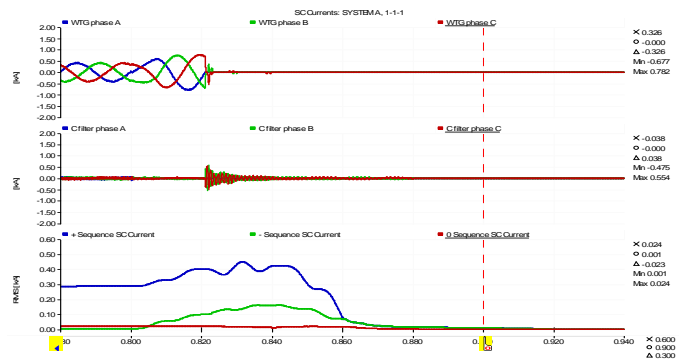 SC Currents: SYSTEM A, 1-1-1
WTG phase A WTG phase B WTG phase C
2.00
1.50
1.00
0.50
0.00
-0.50
-1.00
-1.50
-2.00
[kA]
0.326
-0.000
-0.326
Min -0.677
Max 0.782
C filter phase A C filter phase B C filter phase C
2.00
1.50
1.00
0.50
0.00
-0.50
-1.00
-1.50
-2.00
[kA]
-0.038
-0.000
0.038
Min -0.475
Max 0.554
+ Sequence SC Current - Sequence SC Current 0 Sequence SC Current
0.60
0.50
0.40
0.30
0.20
0.10
0.00
RMS [kA]
0.024
0.001
-0.023
Min 0.001
Max 0.024
0.800 0.820 0.840 0.860 0.880 0.920 0.940
0.600
0.900
0.300